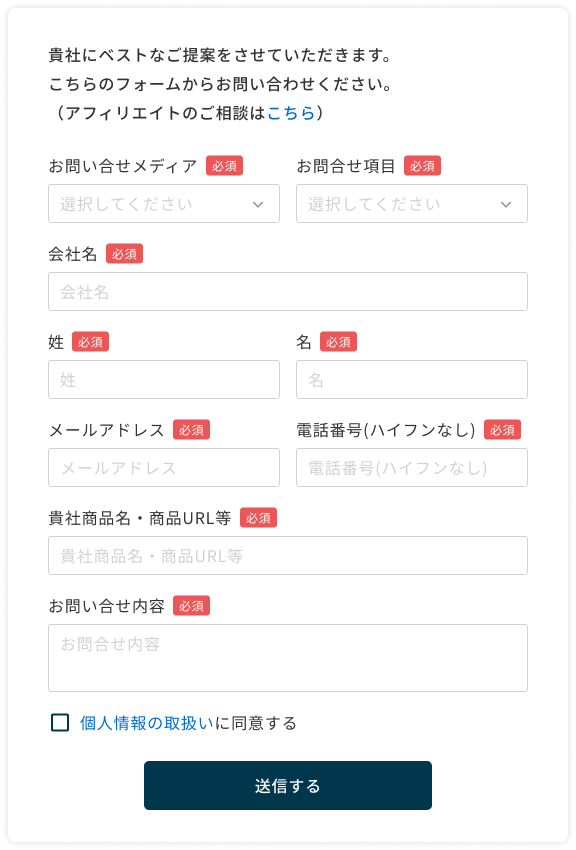 貴社にベストなご提案をさせていただきます。
こちらのフォームからお問い合わせください。
（アフィリエイトのご相談はこちら）
お問い合せメディア 必須
お問合せ項目 必須
選択してください
選択してください
会社名 必須
会社名
姓 必須
名 必須
姓
名
メールアドレス 必須
電話番号(ハイフンなし) 必須
メールアドレス
電話番号(ハイフンなし)
貴社商品名・商品URL等 必須
貴社商品名・商品URL等
お問い合せ内容 必須
お問合せ内容
個人情報の取扱いに同意する
送信する